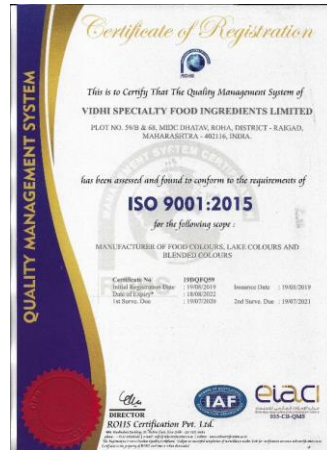 Certificate of Registration
This is to Certify That The Quality Management System of
VIDHI SPECIALTY FOOD INGREDIENTS LIMITED
PLOT NO. 59/B & 68, MIDC DHATAV, ROHA, DISTRICT - RAIGAD,
MAHARASHTRA - 402116, INDIA.
has been assessed and found to conform to the requirements of
ISO 9001:2015
for the following scope :
MANUFACTURER OF FOOD COLOURS, LAKE COLOURS AND
BLENDED COLOURS
Certificate No : 19DQFQ59
Initial Registration Date : 19/08/2019 Issuance Date : 19/08/2019
Date of Expiry* : 18/08/2022
1st Surve. Due : 19/07/2020 2nd Surve. Due : 19/07/2021
QUALITY MANAGEMENT SYSTEM
DIRECTOR
ROHS Certification Pvt. Ltd.
IAF
eiaci